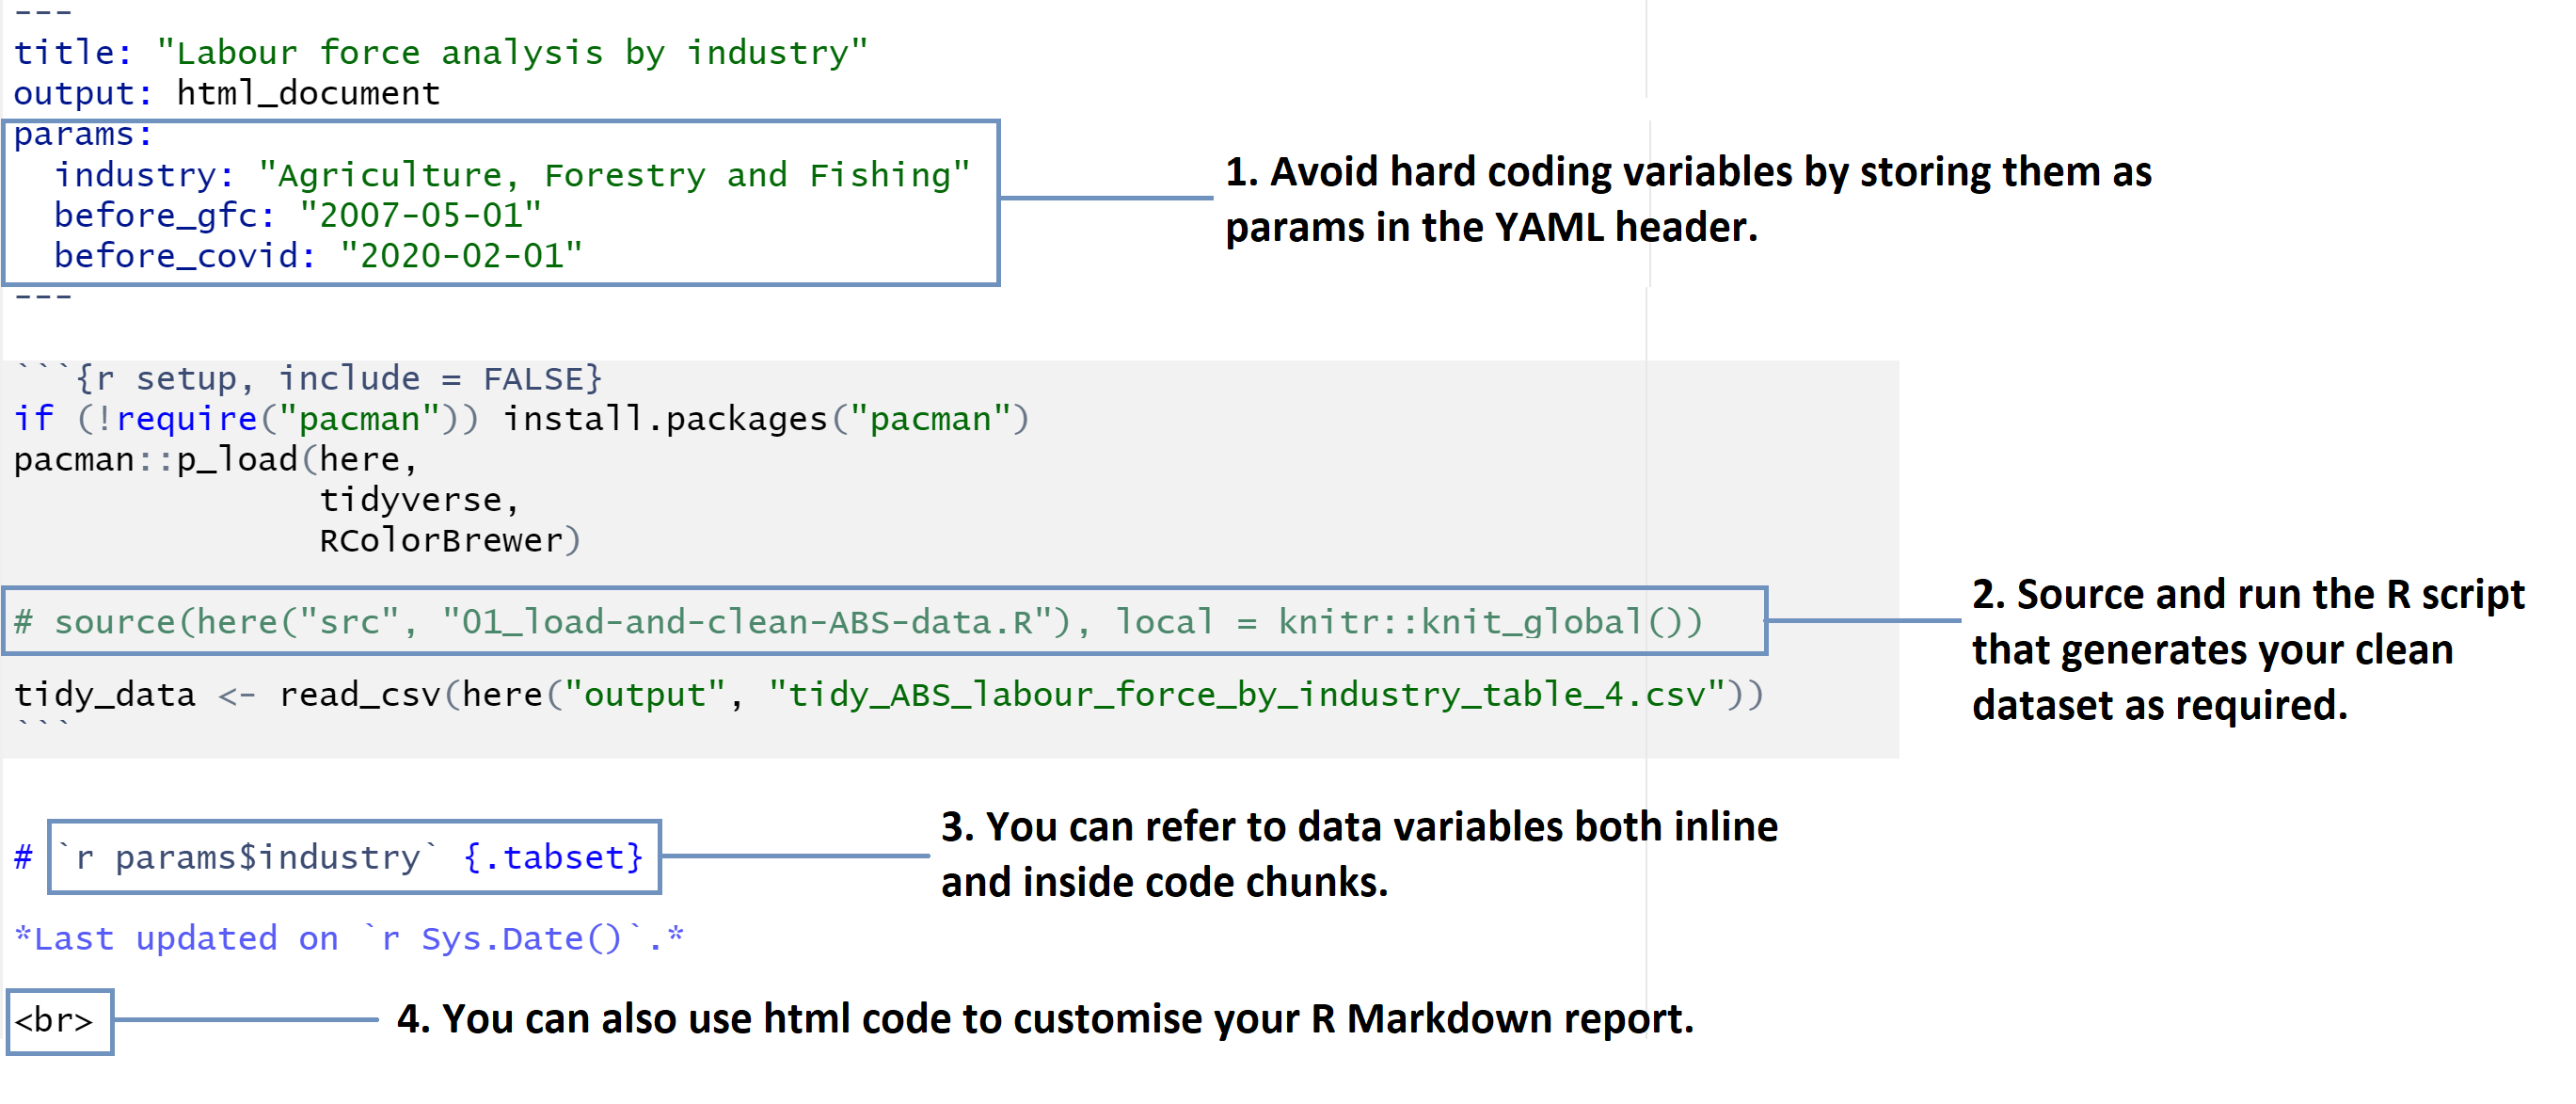 ---
title: "Labour force analysis by industry"
output: html_document
params:
  industry: "Agriculture, Forestry and Fishing"
  before_gfc: "2007-05-01"
  before_covid: "2020-02-01"
---
1. Avoid hard coding variables by storing them as
params in the YAML header.
```{r setup, include = FALSE}
if (!require("pacman")) install.packages("pacman")
pacman::p_load(here,
               tidyverse,
               RColorBrewer)
# source(here("src", "01_load-and-clean-ABS-data.R"), local = knitr::knit_global())
tidy_data <- read_csv(here("output", "tidy_ABS_labour_force_by_industry_table_4.csv"))
```
2. Source and run the R script
that generates your clean
dataset as required.
# `r params$industry` {.tabset}
3. You can refer to data variables both inline
and inside code chunks.
*Last updated on `r Sys.Date()`.*
<br>
4. You can also use html code to customise your R Markdown report.